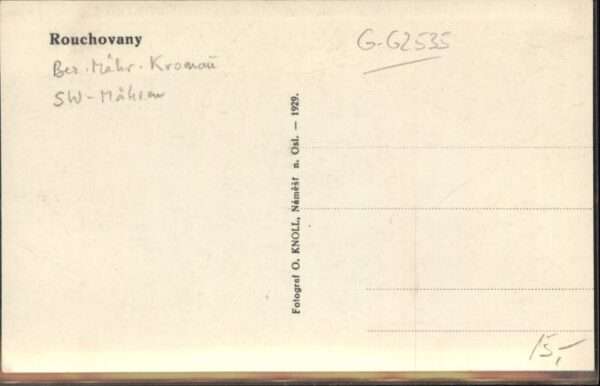 Rouchovany
G-G2535
Bez. Mähr. Kromau
SW-Mähren
Fotograf O. KNOLL, Náměšť n. Osl. — 1929.
15,-